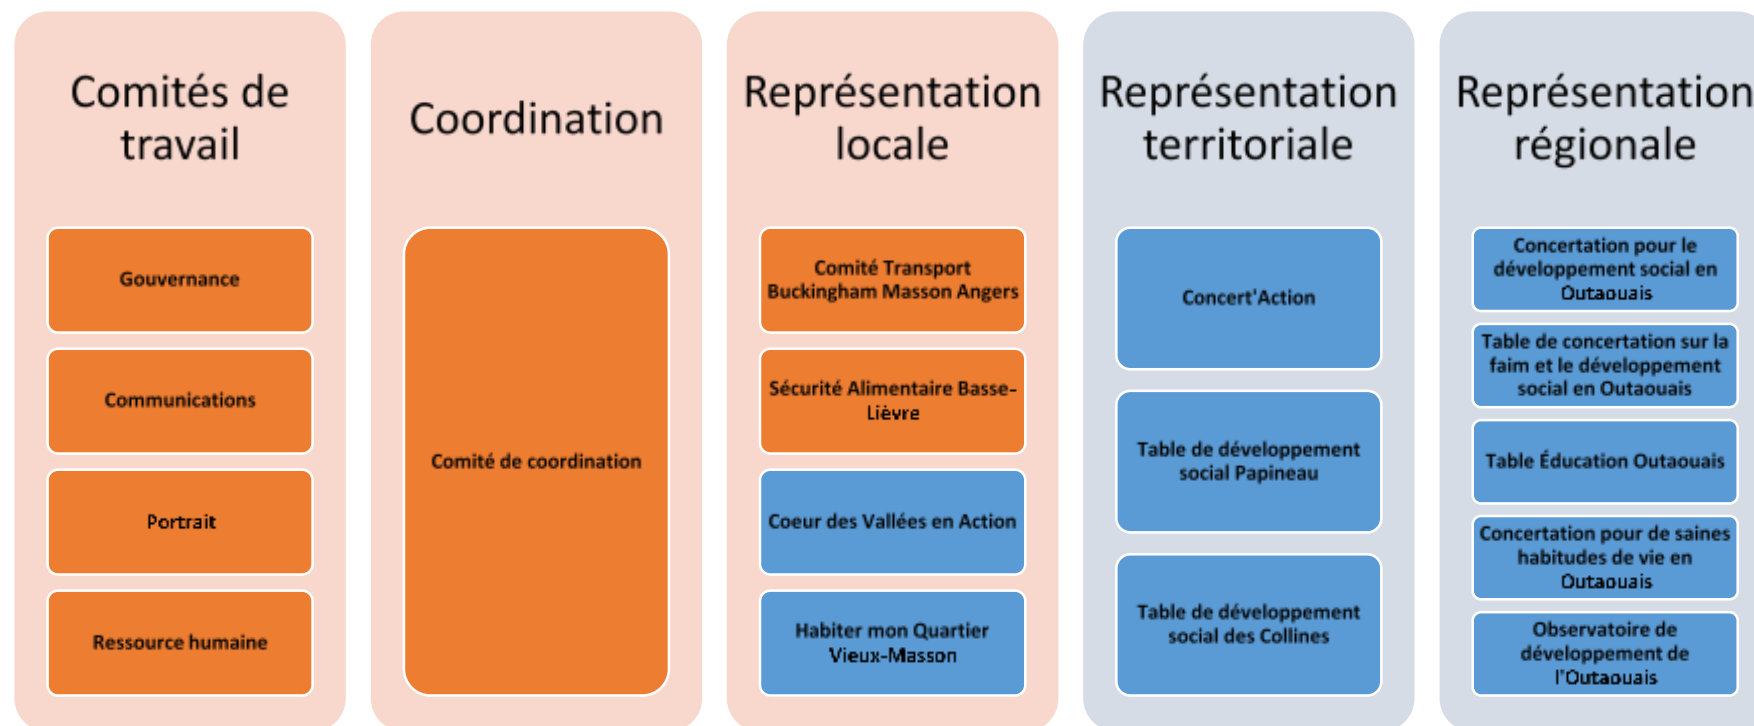 Comités de
travail
Gouvernance
Communications
Portrait
Ressource humaine
Coordination
Comité de coordination
Représentation
locale
Comité Transport
Buckingham Masson Angers
Sécurité Alimentaire Basse-
Lièvre
Coeur des Vallées en Action
Habiter mon Quartier
Vieux-Masson
Représentation
territoriale
Concert'Action
Table de développement
social Papineau
Table de développement
social des Collines
Représentation
régionale
Concertation pour le
développement social en
Outaouais
Table de concertation sur la
faim et le développement
social en Outaouais
Table Éducation Outaouais
Concertation pour de saines
habitudes de vie en
Outaouais
Observatoire de
développement de
l'Outaouais